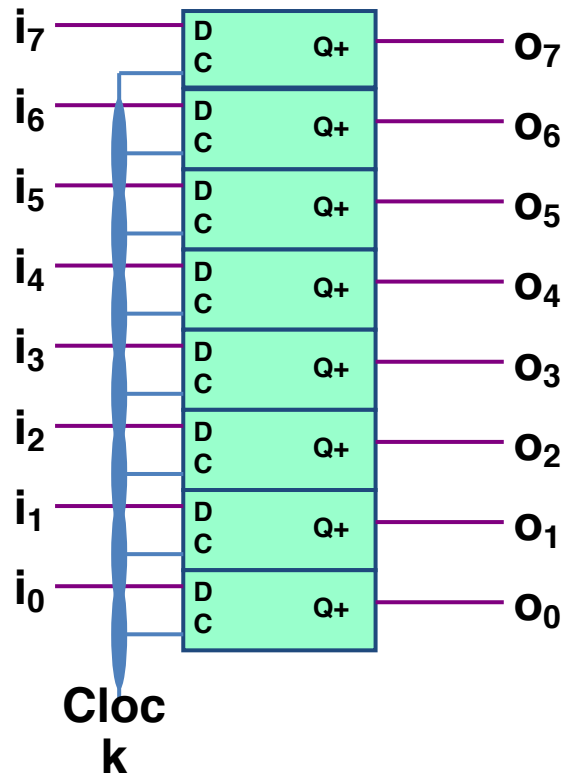 i7 D C Q+ o7
i6 D C Q+ o6
i5 D C Q+ o5
i4 D C Q+ o4
i3 D C Q+ o3
i2 D C Q+ o2
i1 D C Q+ o1
i0 D C Q+ o0
Cloc
k